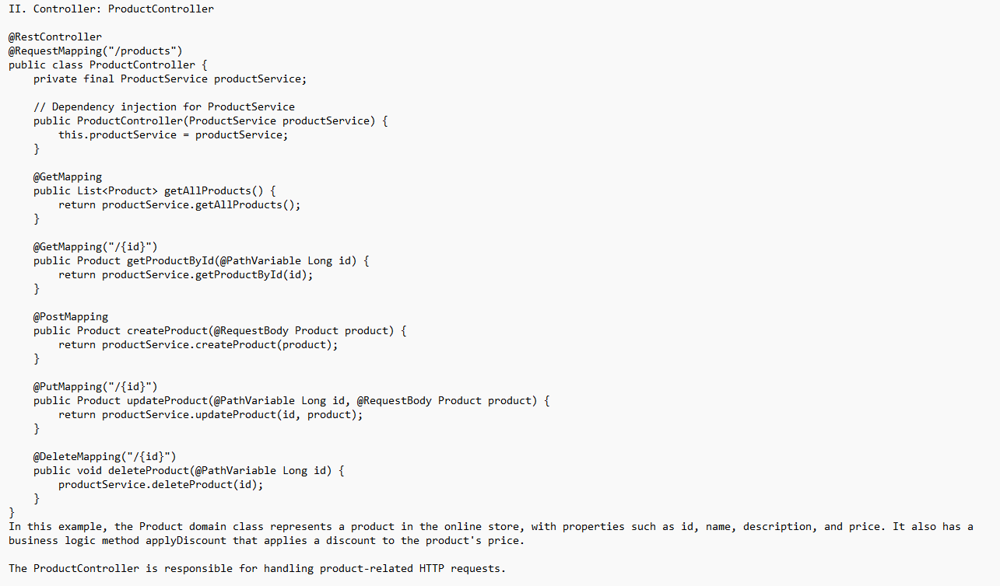 II. Controller: ProductController
@RestController
@RequestMapping("/products")
public class ProductController {
    private final ProductService productService;
    // Dependency injection for ProductService
    public ProductController(ProductService productService) {
        this.productService = productService;
    }
    @GetMapping
    public List<Product> getAllProducts() {
        return productService.getAllProducts();
    }
    @GetMapping("/{id}")
    public Product getProductById(@PathVariable Long id) {
        return productService.getProductById(id);
    }
    @PostMapping
    public Product createProduct(@RequestBody Product product) {
        return productService.createProduct(product);
    }
    @PutMapping("/{id}")
    public Product updateProduct(@PathVariable Long id, @RequestBody Product product) {
        return productService.updateProduct(id, product);
    }
    @DeleteMapping("/{id}")
    public void deleteProduct(@PathVariable Long id) {
        productService.deleteProduct(id);
    }
}
In this example, the Product domain class represents a product in the online store, with properties such as id, name, description, and price. It also has a
business logic method applyDiscount that applies a discount to the product's price.
The ProductController is responsible for handling product-related HTTP requests.